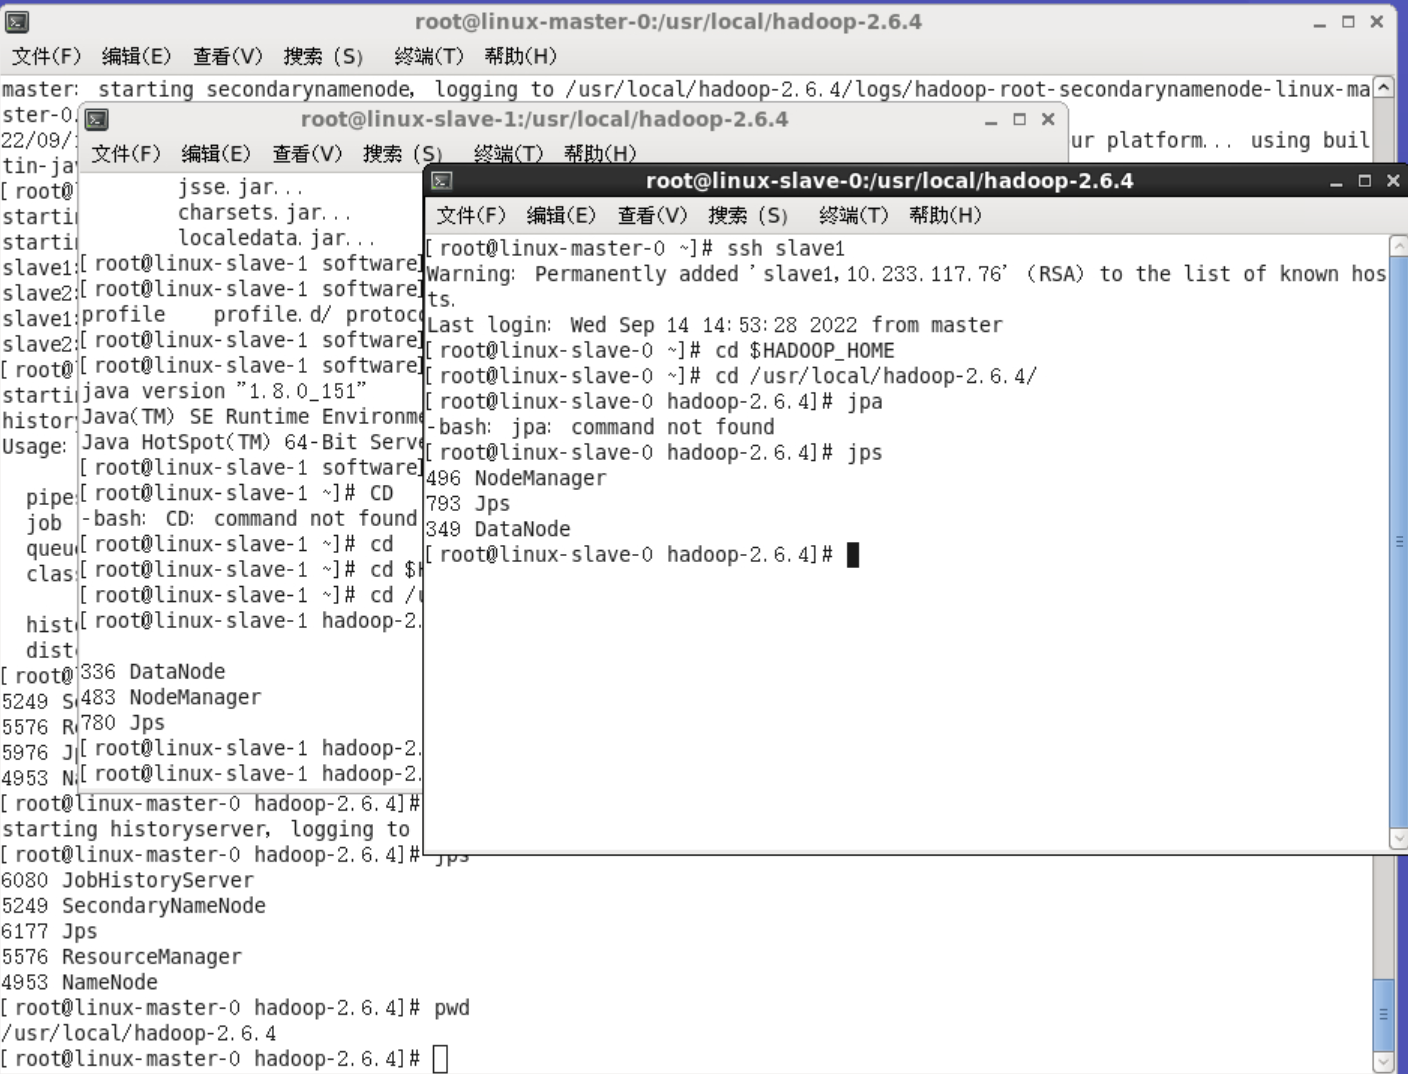 root@linux-master-0:/usr/local/hadoop-2.6.4
文件(F) 编辑(E) 查看(V) 搜索 (S) 终端(T) 帮助(H)
master: starting secondarynamenode, logging to /usr/local/hadoop-2.6.4/logs/hadoop-root-secondarynamenode-linux-ma
ster-0.
22/09/ ur platform... using buil
tin-ja
[root@
starti
starti
slave1:
slave2:
slave1:
slave2:
[root@
starti
history
Usage:
pipes
job
queue
clas
hist
dist
[root@
5249 S
5576 R
5976 J
4953 N
[root@linux-master-0 hadoop-2.6.4]#
starting historyserver, logging to
[root@linux-master-0 hadoop-2.6.4]# jps
6080 JobHistoryServer
5249 SecondaryNameNode
6177 Jps
5576 ResourceManager
4953 NameNode
[root@linux-master-0 hadoop-2.6.4]# pwd
/usr/local/hadoop-2.6.4
[root@linux-master-0 hadoop-2.6.4]#
root@linux-slave-1:/usr/local/hadoop-2.6.4
文件(F) 编辑(E) 查看(V) 搜索 (S) 终端(T) 帮助(H)
jsse.jar...
charsets.jar...
localedata.jar...
[root@linux-slave-1 software]
[root@linux-slave-1 software]
profile profile.d/ protoc
[root@linux-slave-1 software]
[root@linux-slave-1 software]
java version "1.8.0_151"
Java(TM) SE Runtime Environme
Java HotSpot(TM) 64-Bit Serve
[root@linux-slave-1 software]
[root@linux-slave-1 ~]# CD
-bash: CD: command not found
[root@linux-slave-1 ~]# cd
[root@linux-slave-1 ~]# cd $H
[root@linux-slave-1 ~]# cd /u
[root@linux-slave-1 hadoop-2.
336 DataNode
483 NodeManager
780 Jps
[root@linux-slave-1 hadoop-2.
[root@linux-slave-1 hadoop-2.
root@linux-slave-0:/usr/local/hadoop-2.6.4
文件(F) 编辑(E) 查看(V) 搜索 (S) 终端(T) 帮助(H)
[root@linux-master-0 ~]# ssh slave1
Warning: Permanently added 'slave1,10.233.117.76' (RSA) to the list of known hos
ts.
Last login: Wed Sep 14 14:53:28 2022 from master
[root@linux-slave-0 ~]# cd $HADOOP_HOME
[root@linux-slave-0 ~]# cd /usr/local/hadoop-2.6.4/
[root@linux-slave-0 hadoop-2.6.4]# jpa
-bash: jpa: command not found
[root@linux-slave-0 hadoop-2.6.4]# jps
496 NodeManager
793 Jps
349 DataNode
[root@linux-slave-0 hadoop-2.6.4]#